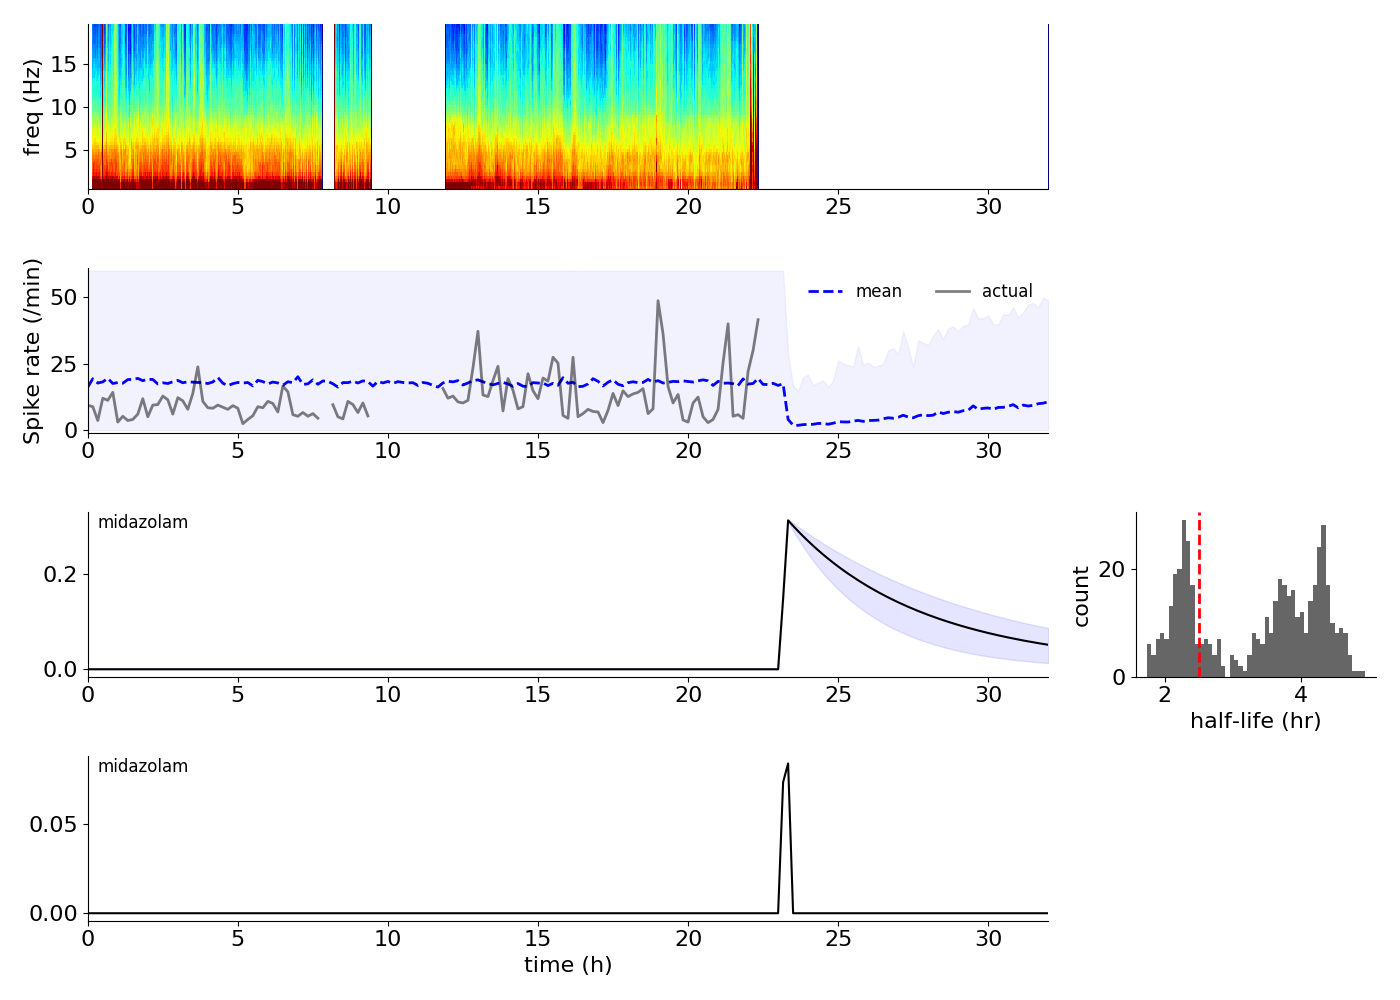 freq (Hz)
15
10
5
0 5 10 15 20 25 30
Spike rate (/min)
50
25
0
mean actual
0 5 10 15 20 25 30
midazolam
0.2
0.0
0 5 10 15 20 25 30
count
20
0
2 4
half-life (hr)
midazolam
0.05
0.00
0 5 10 15 20 25 30
time (h)